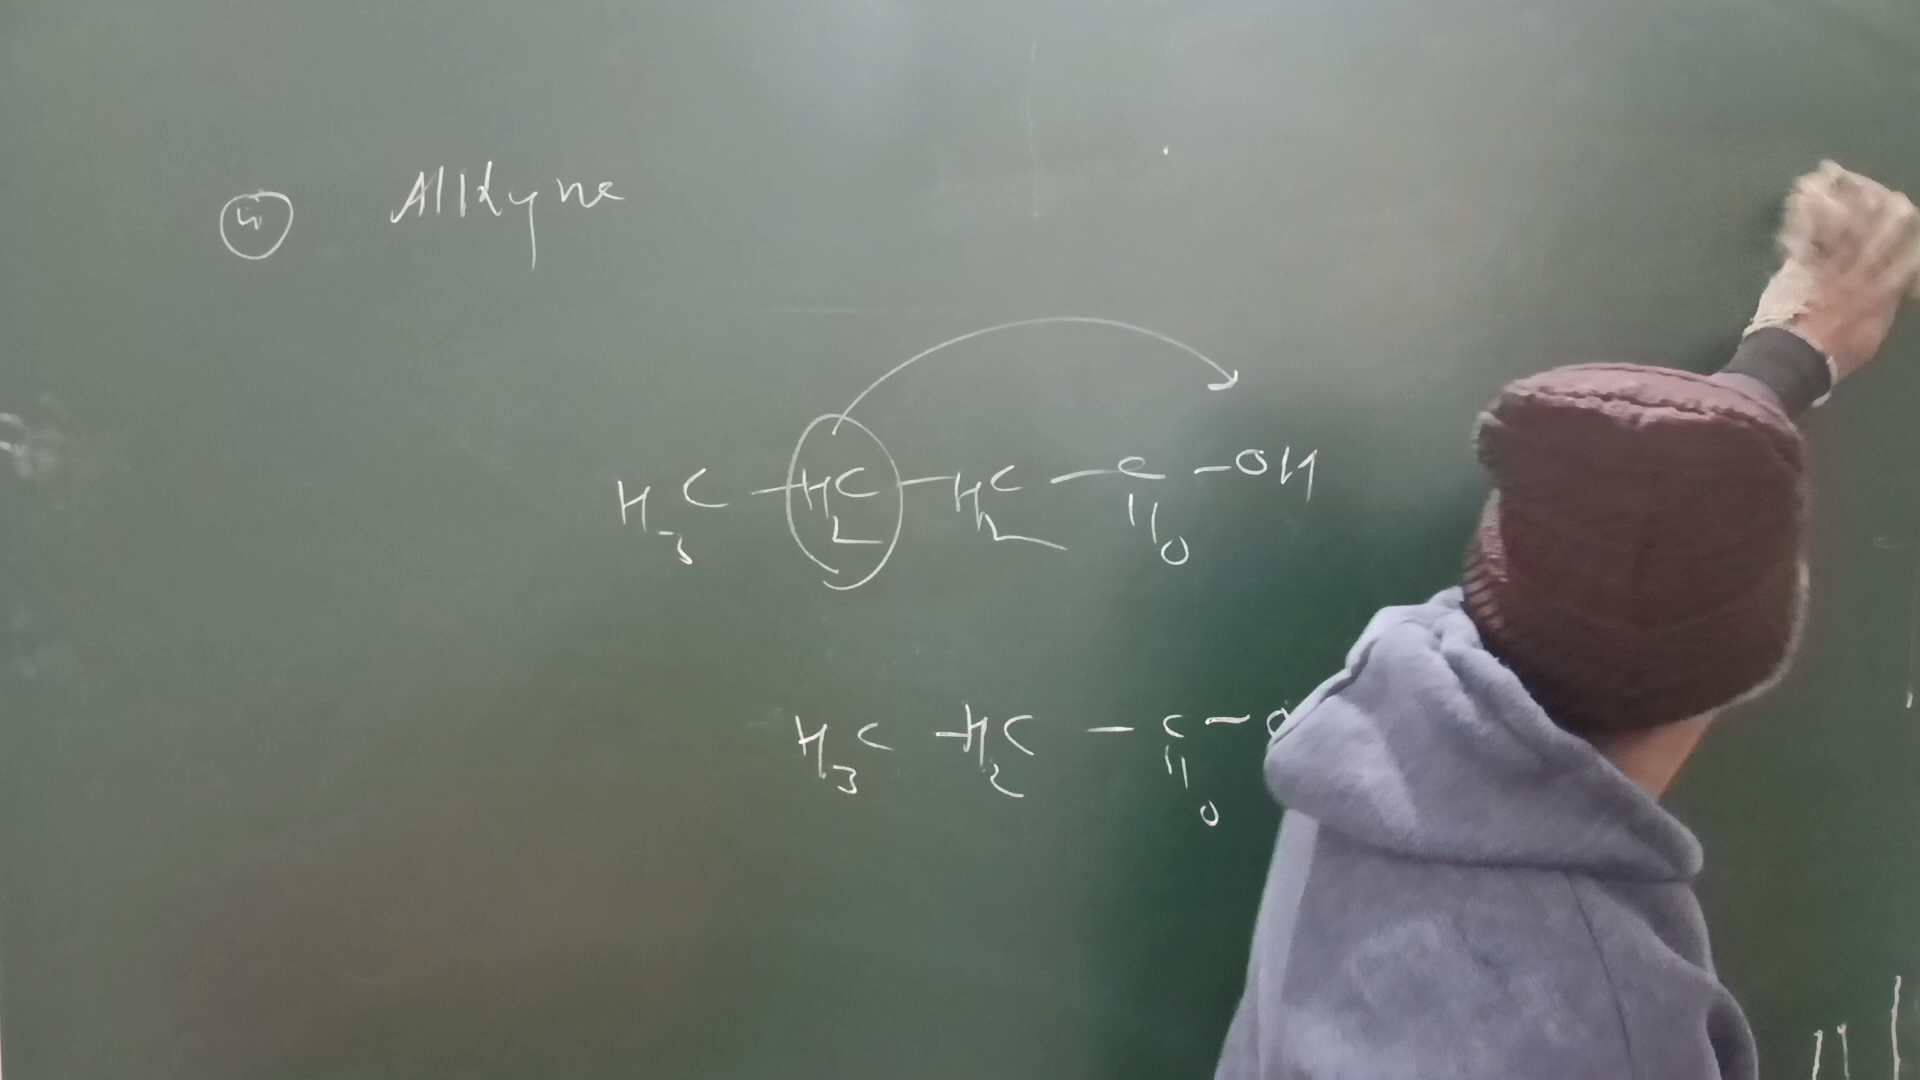 Alkyne
H3C - H2C - H2C - C - OH
||
O
H3C - H2C - C - O
||
O